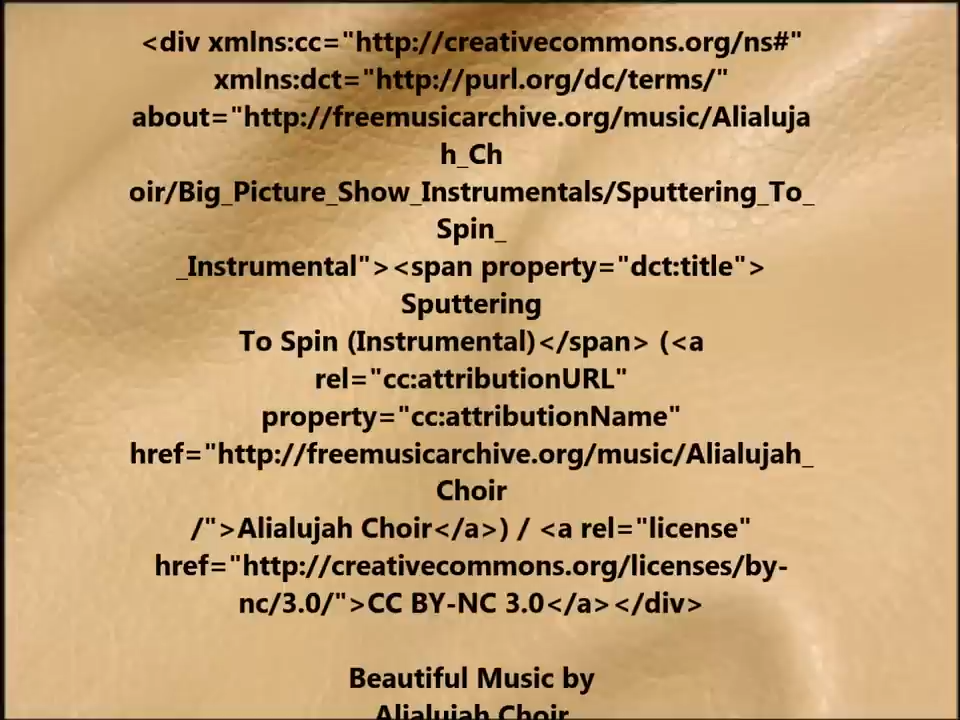 <div xmlns:cc="http://creativecommons.org/ns#"
xmlns:dct="http://purl.org/dc/terms/"
about="http://freemusicarchive.org/music/Alialuja
h_Ch
oir/Big_Picture_Show_Instrumentals/Sputtering_To_
Spin_
_Instrumental"><span property="dct:title">
Sputtering
To Spin (Instrumental)</span> (<a
rel="cc:attributionURL"
property="cc:attributionName"
href="http://freemusicarchive.org/music/Alialujah_
Choir
/">Alialujah Choir</a>) / <a rel="license"
href="http://creativecommons.org/licenses/by-
nc/3.0/">CC BY-NC 3.0</a></div>
Beautiful Music by
Alialujah Choir